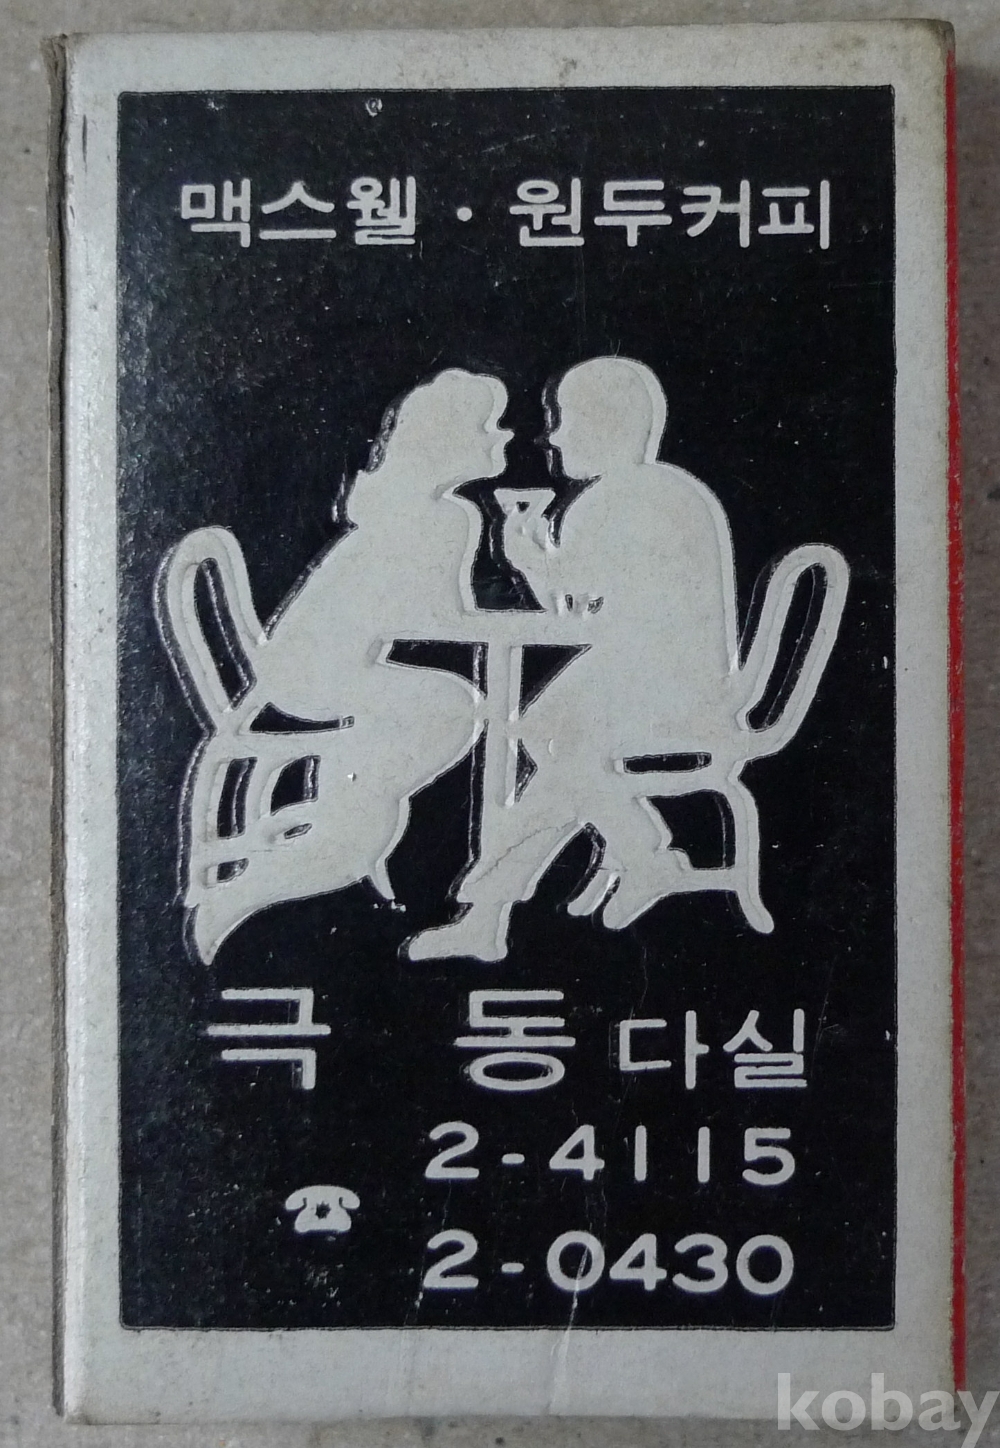 맥스웰 · 원두커피
극 동 다실
2-4115
2-0430
kobay